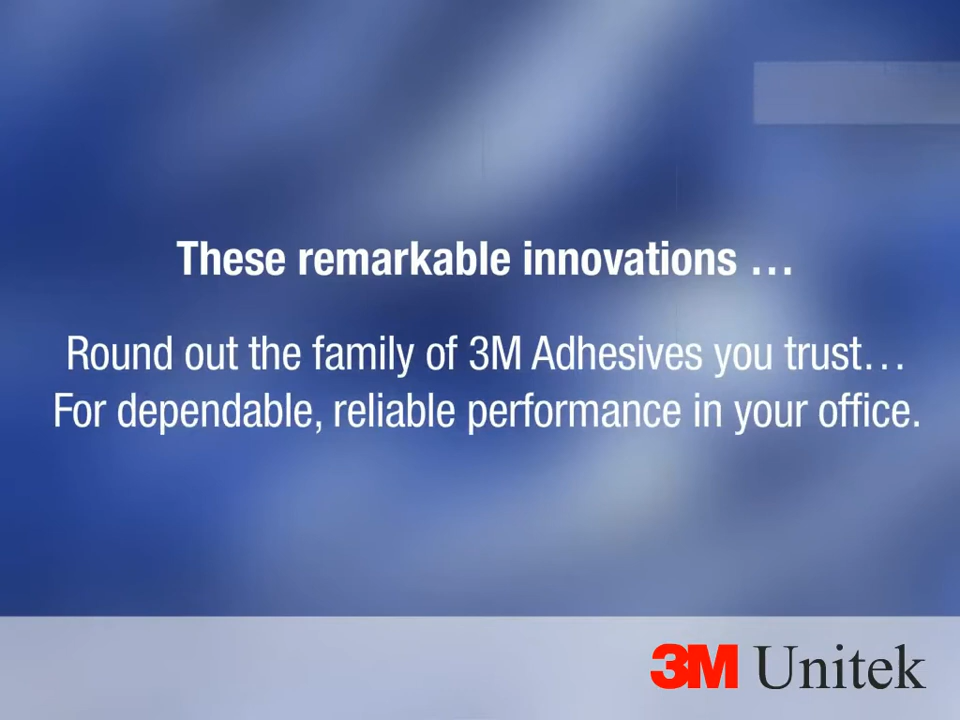 These remarkable innovations …
Round out the family of 3M Adhesives you trust…
For dependable, reliable performance in your office.
3M Unitek